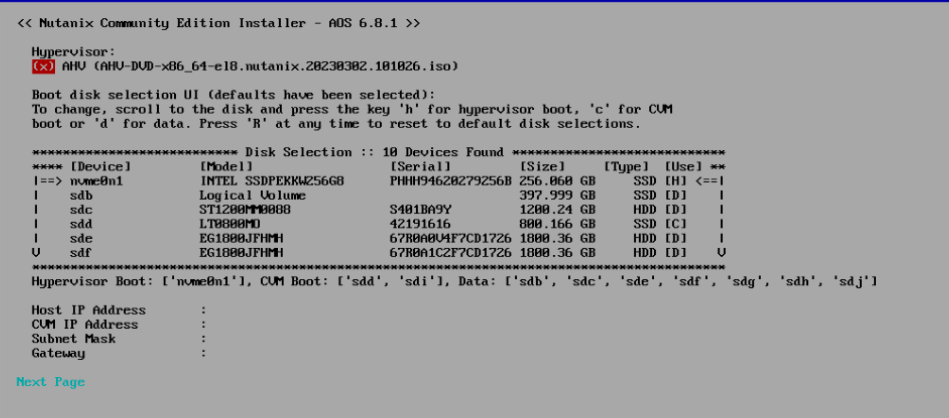 << Nutanix Community Edition Installer - AOS 6.8.1 >>
Hypervisor:
(x) AHV (AHV-DVD-x86_64-el8.nutanix.20230302.101026.iso)
Boot disk selection UI (defaults have been selected):
To change, scroll to the disk and press the key 'h' for hypervisor boot, 'c' for CVM
boot or 'd' for data. Press 'R' at any time to reset to default disk selections.
*************************** Disk Selection :: 10 Devices Found ****************************
**** [Device] [Model] [Serial] [Size] [Type] [Use] **
|==> nvme0n1 INTEL SSDPEKKW256G8 PHHH94620279256B 256.060 GB SSD [H] <==|
| sdb Logical Volume 397.999 GB SSD [D] |
| sdc ST1200MM0088 S401BA9Y 1200.24 GB HDD [D] |
| sdd LT0800MO 42191616 800.166 GB SSD [C] |
| sde EG1800JFHMH 67R0A0V4F7CD1726 1800.36 GB HDD [D] |
V sdf EG1800JFHMH 67R0A1C2F7CD1726 1800.36 GB HDD [D] V
*******************************************************************************************
Hypervisor Boot: ['nvme0n1'], CVM Boot: ['sdd', 'sdi'], Data: ['sdb', 'sdc', 'sde', 'sdf', 'sdg', 'sdh', 'sdj']
Host IP Address :
CVM IP Address :
Subnet Mask :
Gateway :
Next Page